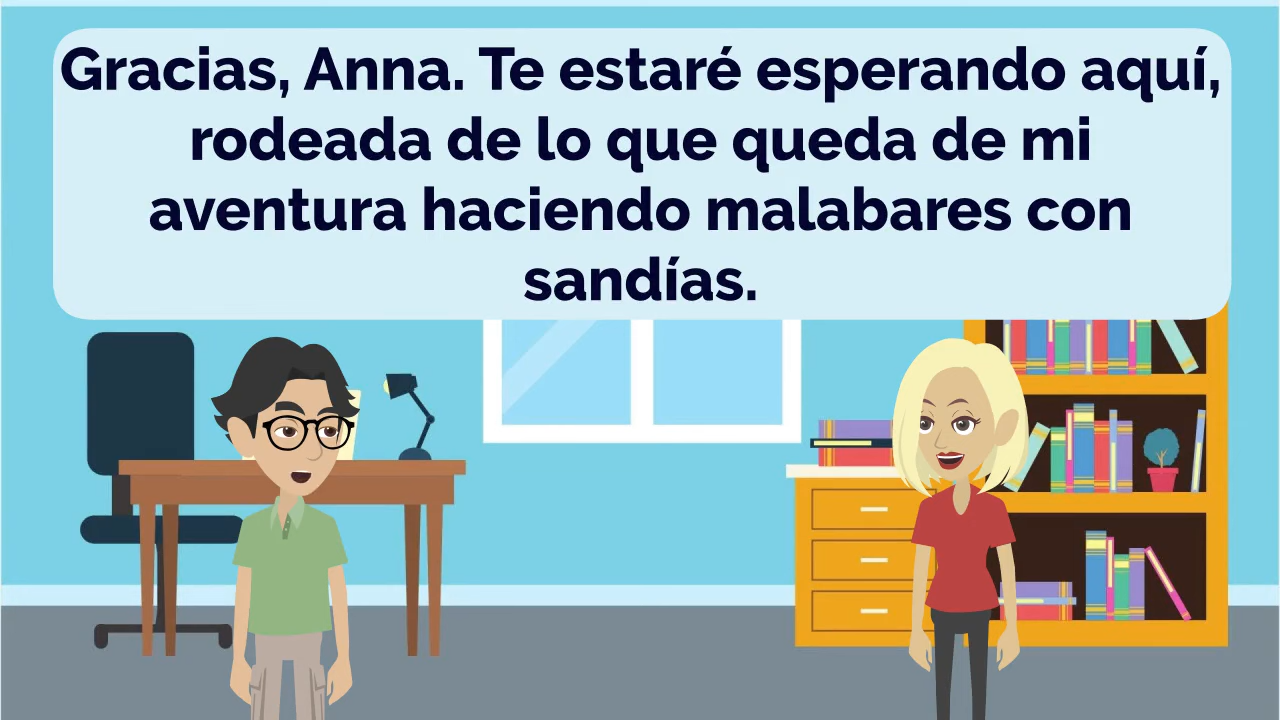 Gracias, Anna. Te estaré esperando aquí,
rodeada de lo que queda de mi
aventura haciendo malabares con
sandías.